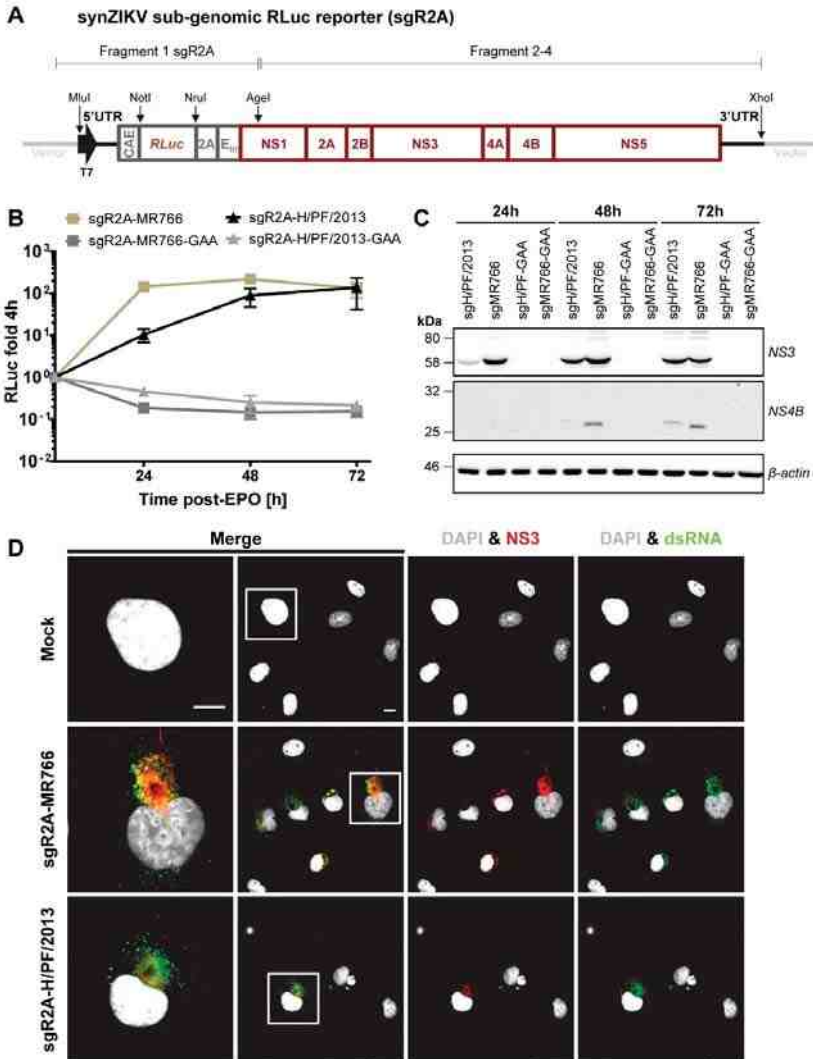 A
synZIKV sub-genomic RLuc reporter (sgR2A)
Fragment 1 sgR2A
Fragment 2-4
MluI
NotI
NruI
AgeI
XhoI
5'UTR
3'UTR
Vector
CAE
RLuc
2A
NS1
2A
2B
NS3
4A
4B
NS5
Vector
T7
B
sgR2A-MR766
sgR2A-H/PF/2013
sgR2A-MR766-GAA
sgR2A-H/PF/2013-GAA
RLuc fold 4h
10³
10²
10¹
10⁰
10⁻¹
10⁻²
24
48
72
Time post-EPO [h]
C
24h
48h
72h
sgH/PF/2013
sgMR766
sgH/PF-GAA
sgMR766-GAA
sgH/PF/2013
sgMR766
sgH/PF-GAA
sgMR766-GAA
sgH/PF/2013
sgMR766
sgH/PF-GAA
sgMR766-GAA
kDa
80
58
NS3
32
25
NS4B
46
β-actin
D
Merge
DAPI & NS3
DAPI & dsRNA
Mock
sgR2A-MR766
sgR2A-H/PF/2013